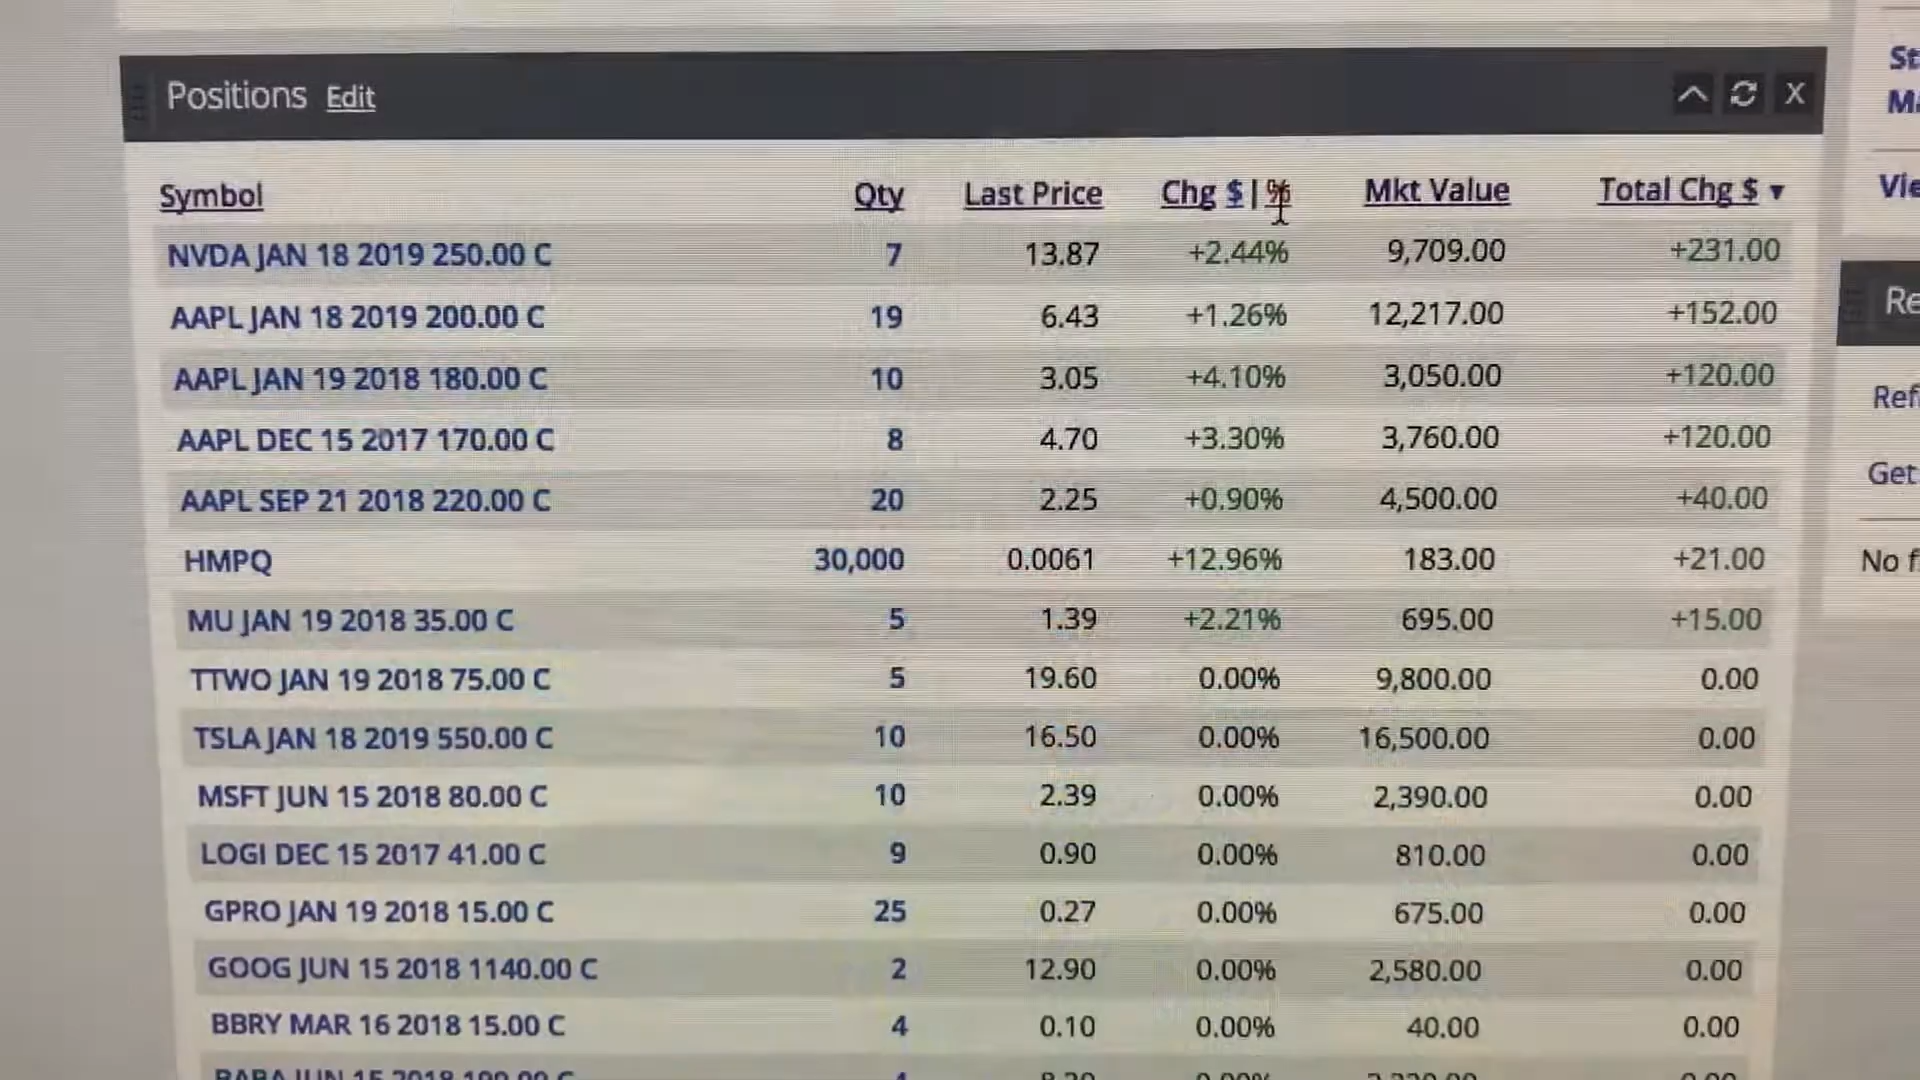 Positions Edit X
Symbol Qty Last Price Chg $ | % Mkt Value Total Chg $ ▼
NVDA JAN 18 2019 250.00 C 7 13.87 +2.44% 9,709.00 +231.00
AAPL JAN 18 2019 200.00 C 19 6.43 +1.26% 12,217.00 +152.00
AAPL JAN 19 2018 180.00 C 10 3.05 +4.10% 3,050.00 +120.00
AAPL DEC 15 2017 170.00 C 8 4.70 +3.30% 3,760.00 +120.00
AAPL SEP 21 2018 220.00 C 20 2.25 +0.90% 4,500.00 +40.00
HMPQ 30,000 0.0061 +12.96% 183.00 +21.00
MU JAN 19 2018 35.00 C 5 1.39 +2.21% 695.00 +15.00
TTWO JAN 19 2018 75.00 C 5 19.60 0.00% 9,800.00 0.00
TSLA JAN 18 2019 550.00 C 10 16.50 0.00% 16,500.00 0.00
MSFT JUN 15 2018 80.00 C 10 2.39 0.00% 2,390.00 0.00
LOGI DEC 15 2017 41.00 C 9 0.90 0.00% 810.00 0.00
GPRO JAN 19 2018 15.00 C 25 0.27 0.00% 675.00 0.00
GOOG JUN 15 2018 1140.00 C 2 12.90 0.00% 2,580.00 0.00
BBRY MAR 16 2018 15.00 C 4 0.10 0.00% 40.00 0.00
St
Ma
Vie
Re
Ref
Get
No f